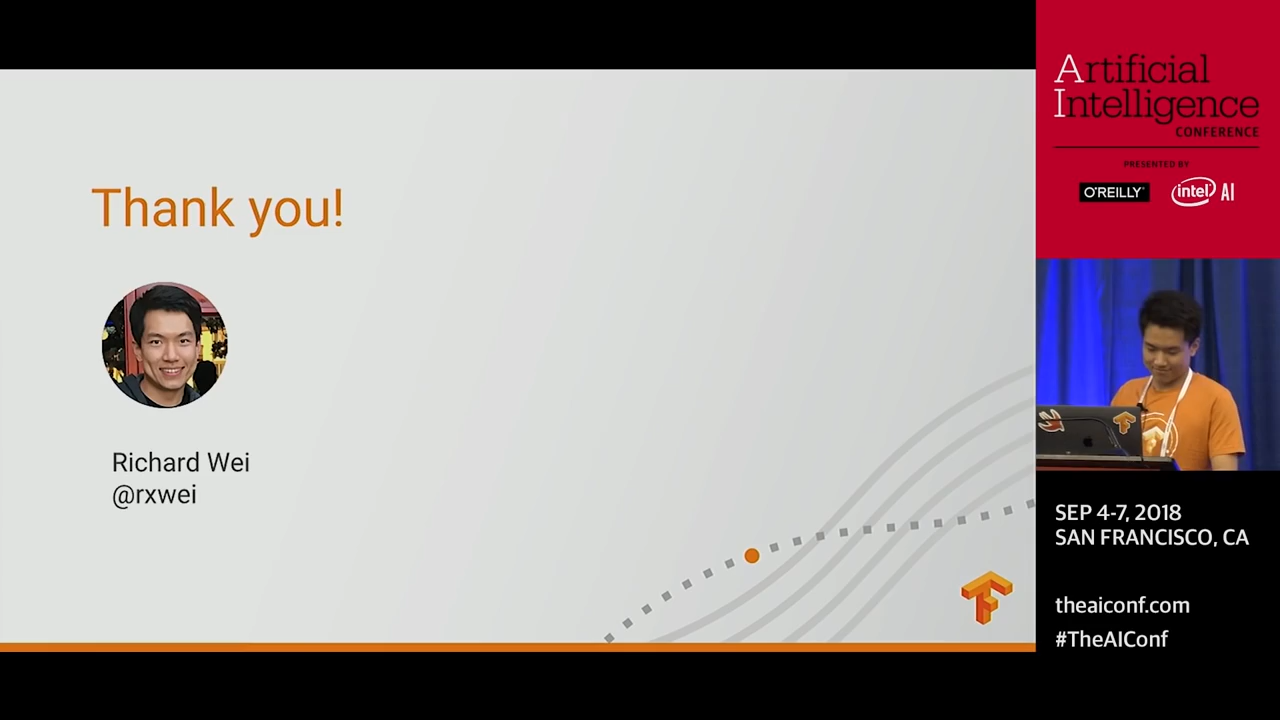 Thank you!
Richard Wei
@rxwei
Artificial
Intelligence
CONFERENCE
PRESENTED BY
O'REILLY
intel AI
SEP 4-7, 2018
SAN FRANCISCO, CA
theaiconf.com
#TheAIConf